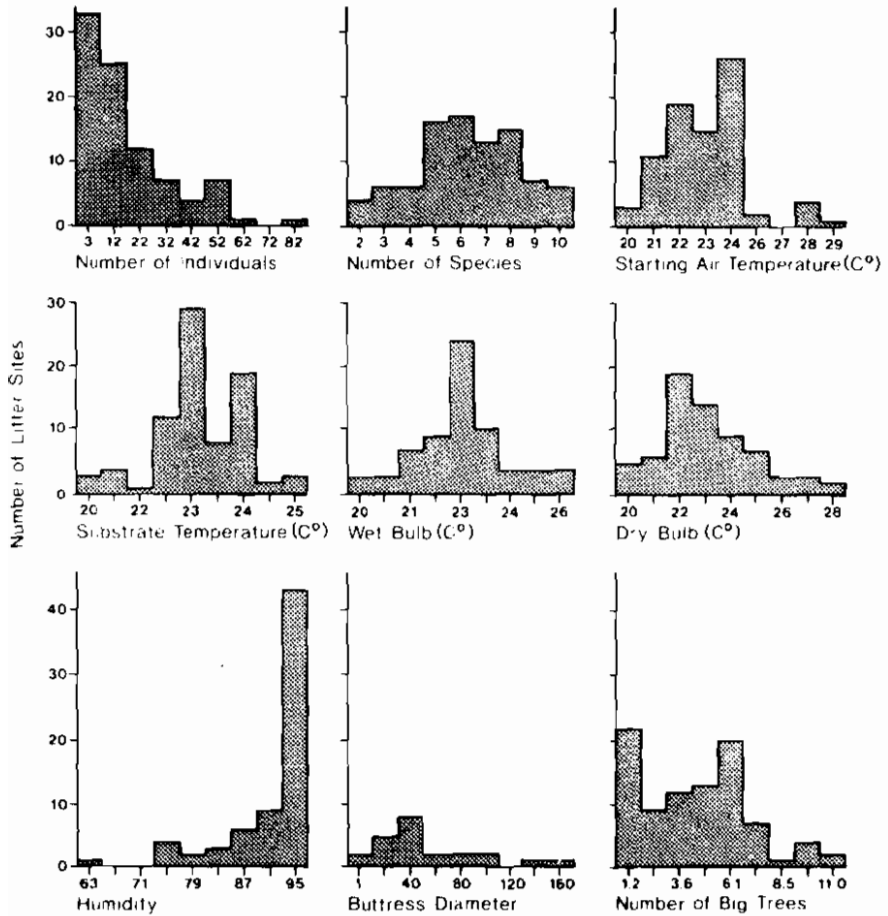 30
20
10
0
3 12 22 32 42 52 62 72 82
Number of Individuals
2 3 4 5 6 7 8 9 10
Number of Species
20 21 22 23 24 26 27 28 29
Starting Air Temperature (C°)
Number of Litter Sites
30
20
10
0
20 22 23 24 25
Substrate Temperature (C°)
20 21 23 24 26
Wet Bulb (C°)
20 22 24 26 28
Dry Bulb (C°)
40
30
20
10
0
63 71 79 87 95
Humidity
1 40 80 120 160
Buttress Diameter
1.2 3.6 6.1 8.5 11.0
Number of Big Trees